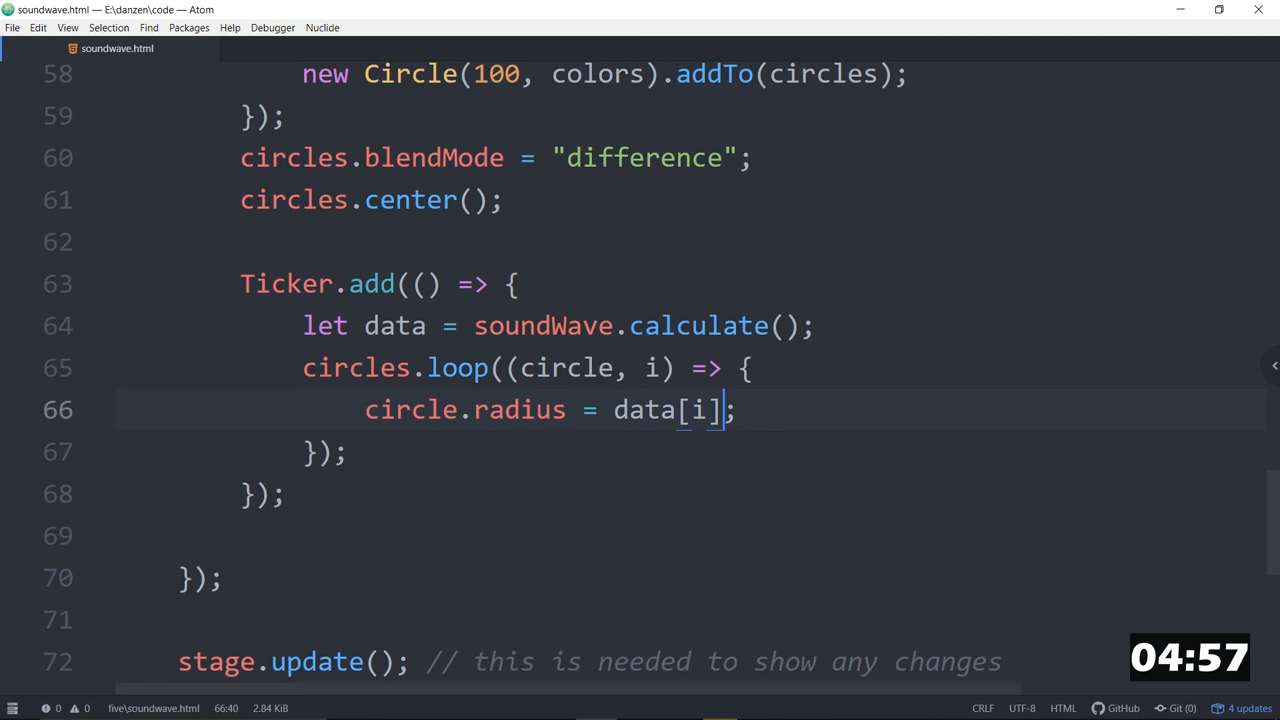 soundwave.html — E:\danzen\code — Atom
File Edit View Selection Find Packages Help Debugger Nuclide
soundwave.html
58 new Circle(100, colors).addTo(circles);
59 });
60 circles.blendMode = "difference";
61 circles.center();
62
63 Ticker.add(() => {
64 let data = soundWave.calculate();
65 circles.loop((circle, i) => {
66 circle.radius = data[i];
67 });
68 });
69
70 });
71
72 stage.update(); // this is needed to show any changes
04:57
0 0 five\soundwave.html 66:40 2.84 KiB CRLF UTF-8 HTML GitHub Git (0) 4 updates